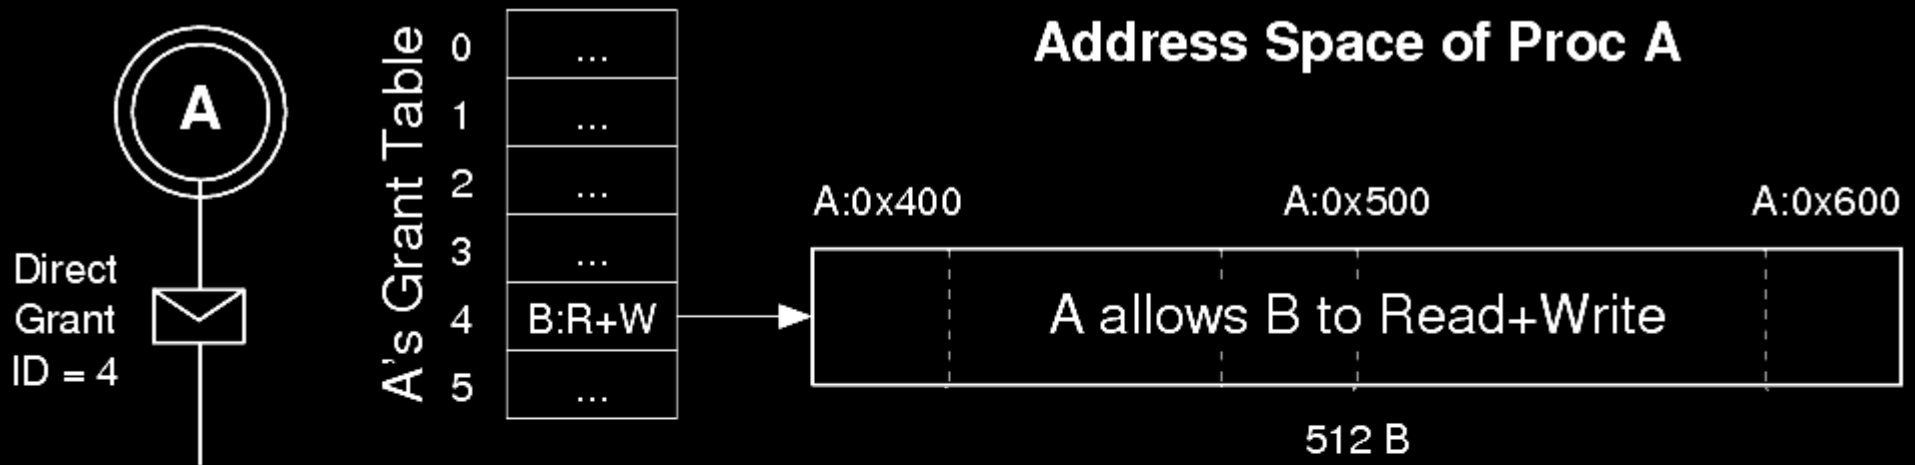 A
Direct
Grant
ID = 4
A's Grant Table
0 ...
1 ...
2 ...
3 ...
4 B:R+W
5 ...
Address Space of Proc A
A:0x400 A:0x500 A:0x600
A allows B to Read+Write
512 B